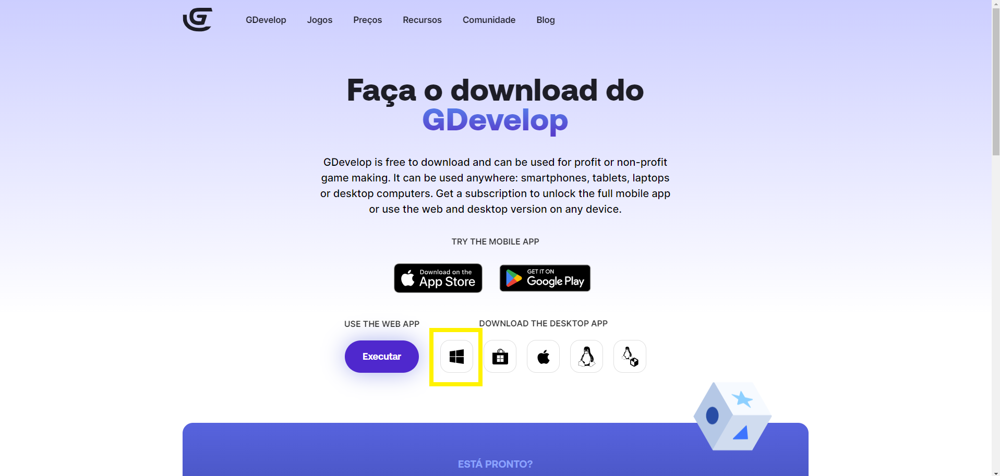 GDevelop Jogos Preços Recursos Comunidade Blog
Faça o download do
GDevelop
GDevelop is free to download and can be used for profit or non-profit
game making. It can be used anywhere: smartphones, tablets, laptops
or desktop computers. Get a subscription to unlock the full mobile app
or use the web and desktop version on any device.
TRY THE MOBILE APP
Download on the
App Store
GET IT ON
Google Play
USE THE WEB APP
Executar
DOWNLOAD THE DESKTOP APP
ESTÁ PRONTO?